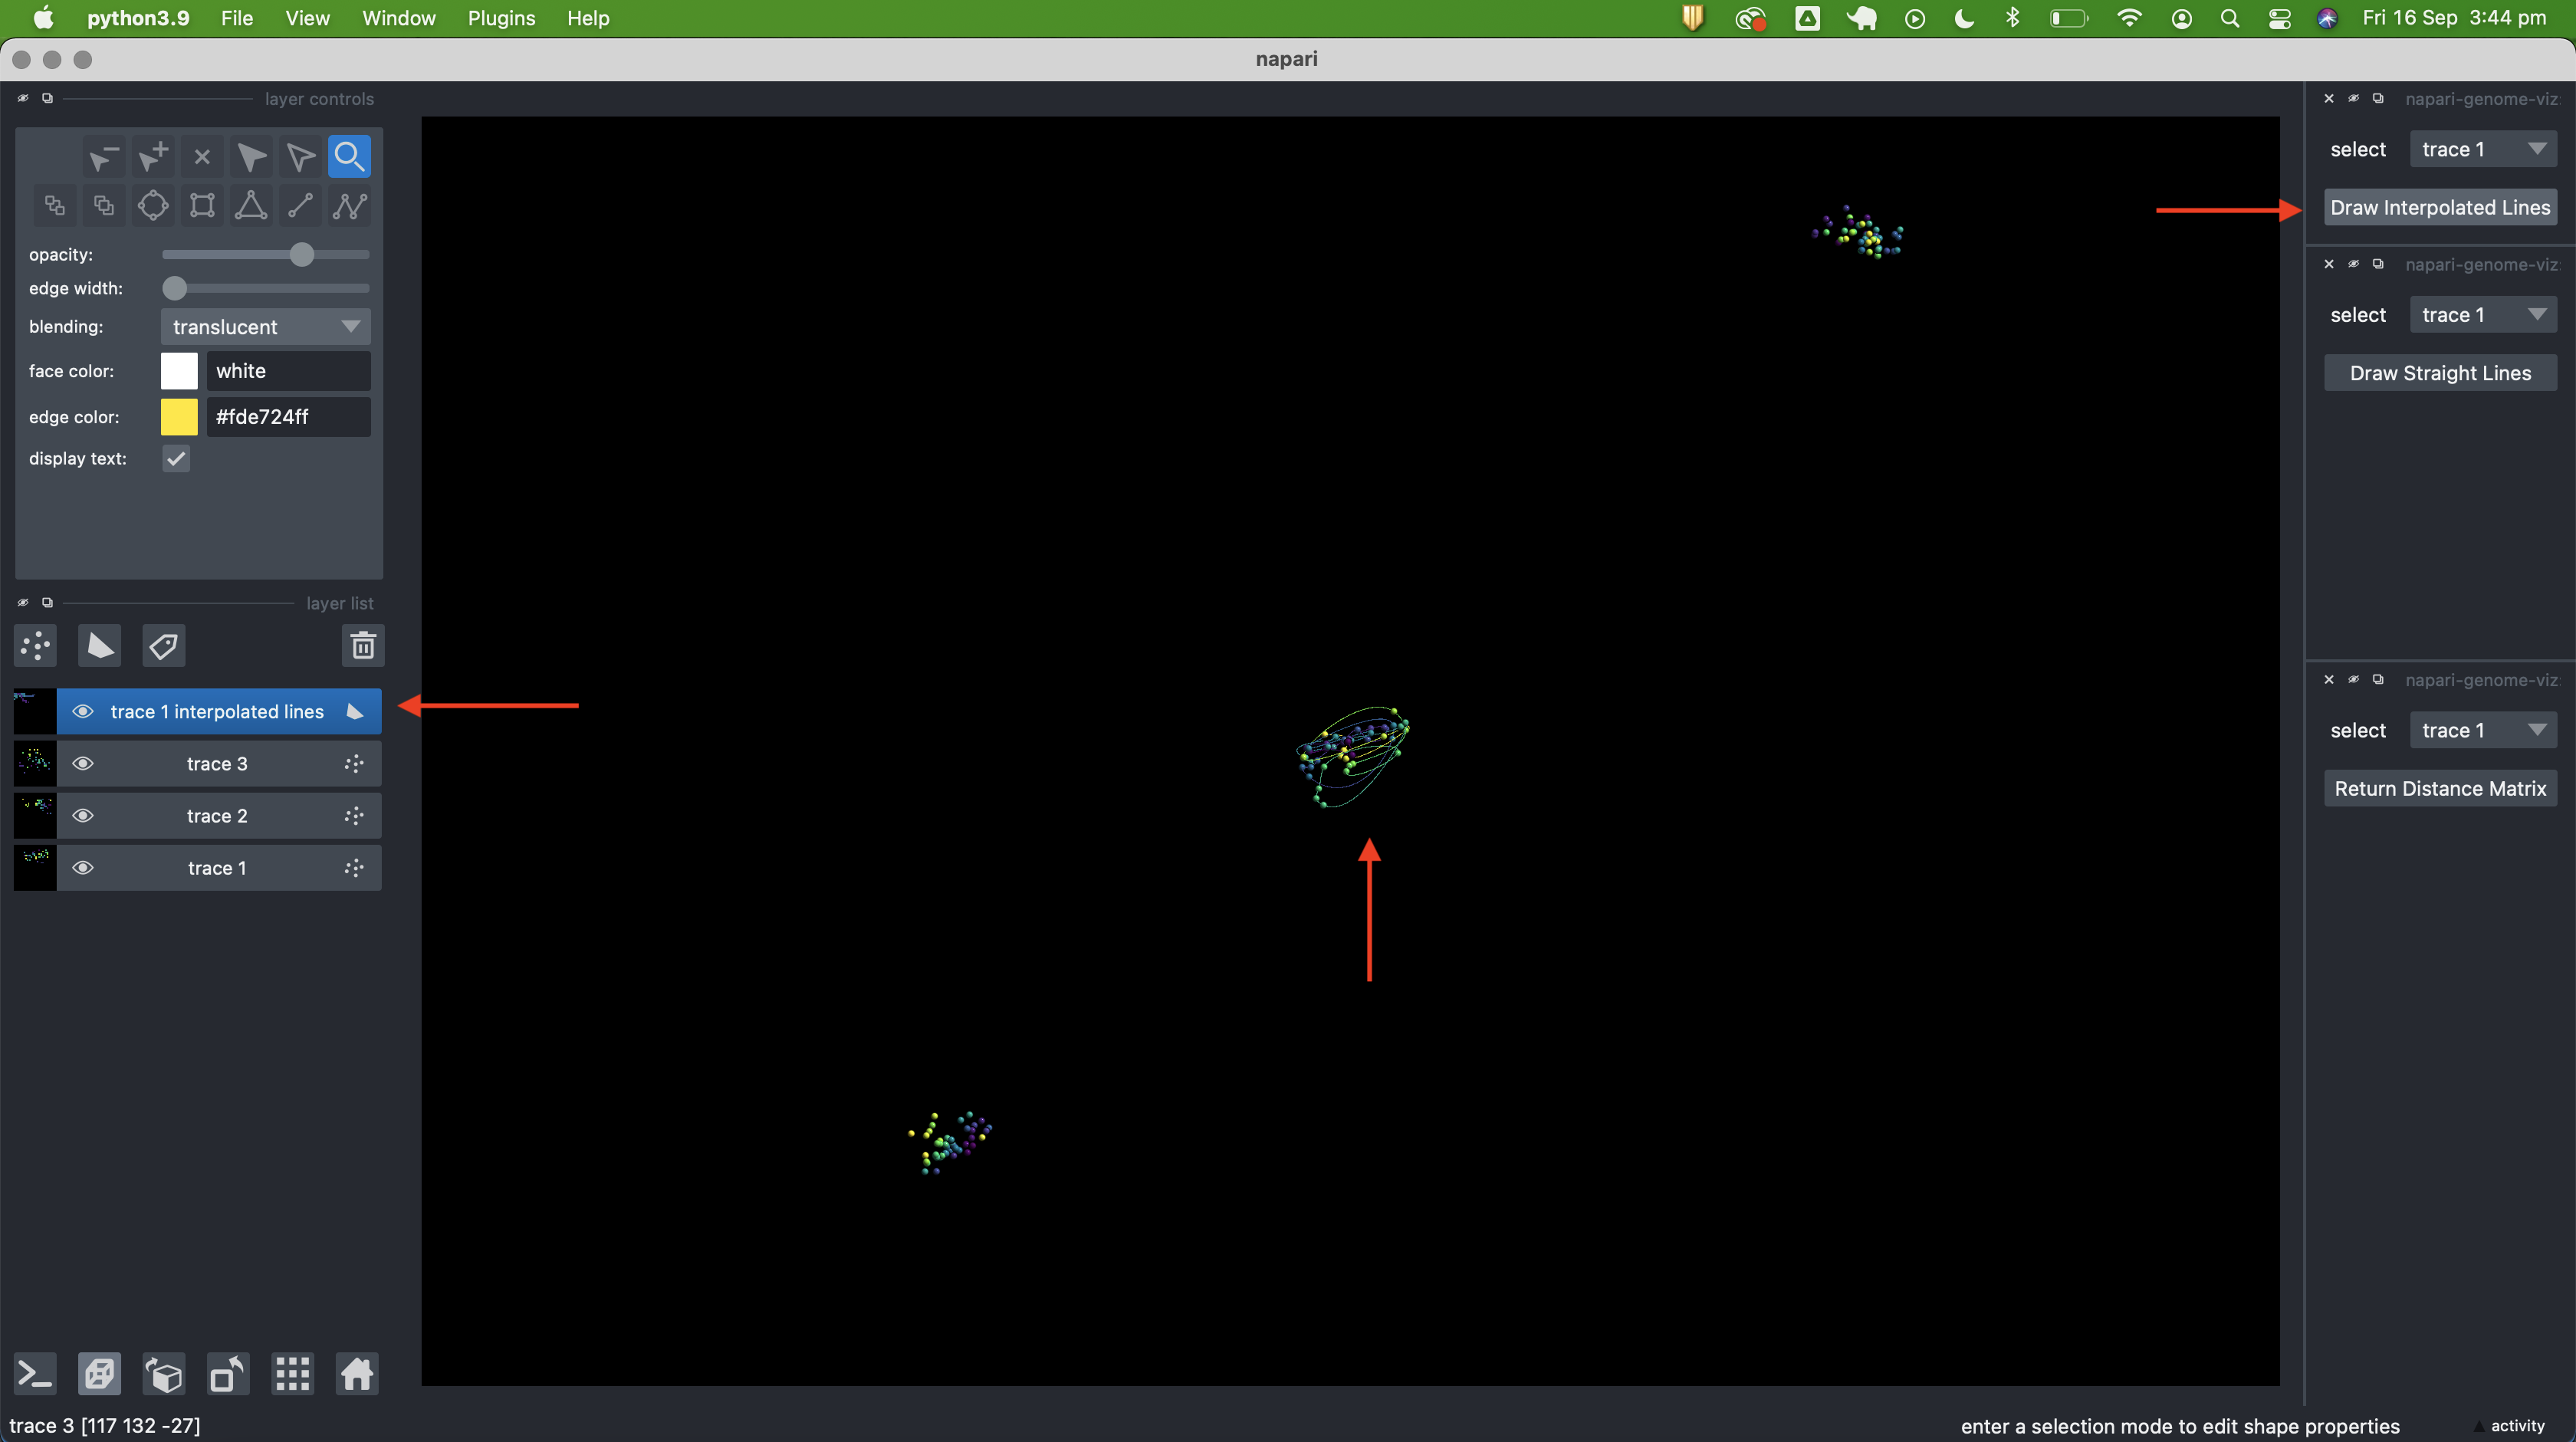 python3.9 File View Window Plugins Help Fri 16 Sep 3:44 pm
napari
layer controls
opacity:
edge width:
blending: translucent
face color: white
edge color: #fde724ff
display text:
layer list
trace 1 interpolated lines
trace 3
trace 2
trace 1
napari-genome-viz
select trace 1
Draw Interpolated Lines
napari-genome-viz
select trace 1
Draw Straight Lines
napari-genome-viz
select trace 1
Return Distance Matrix
trace 3 [117 132 -27]
enter a selection mode to edit shape properties
activity